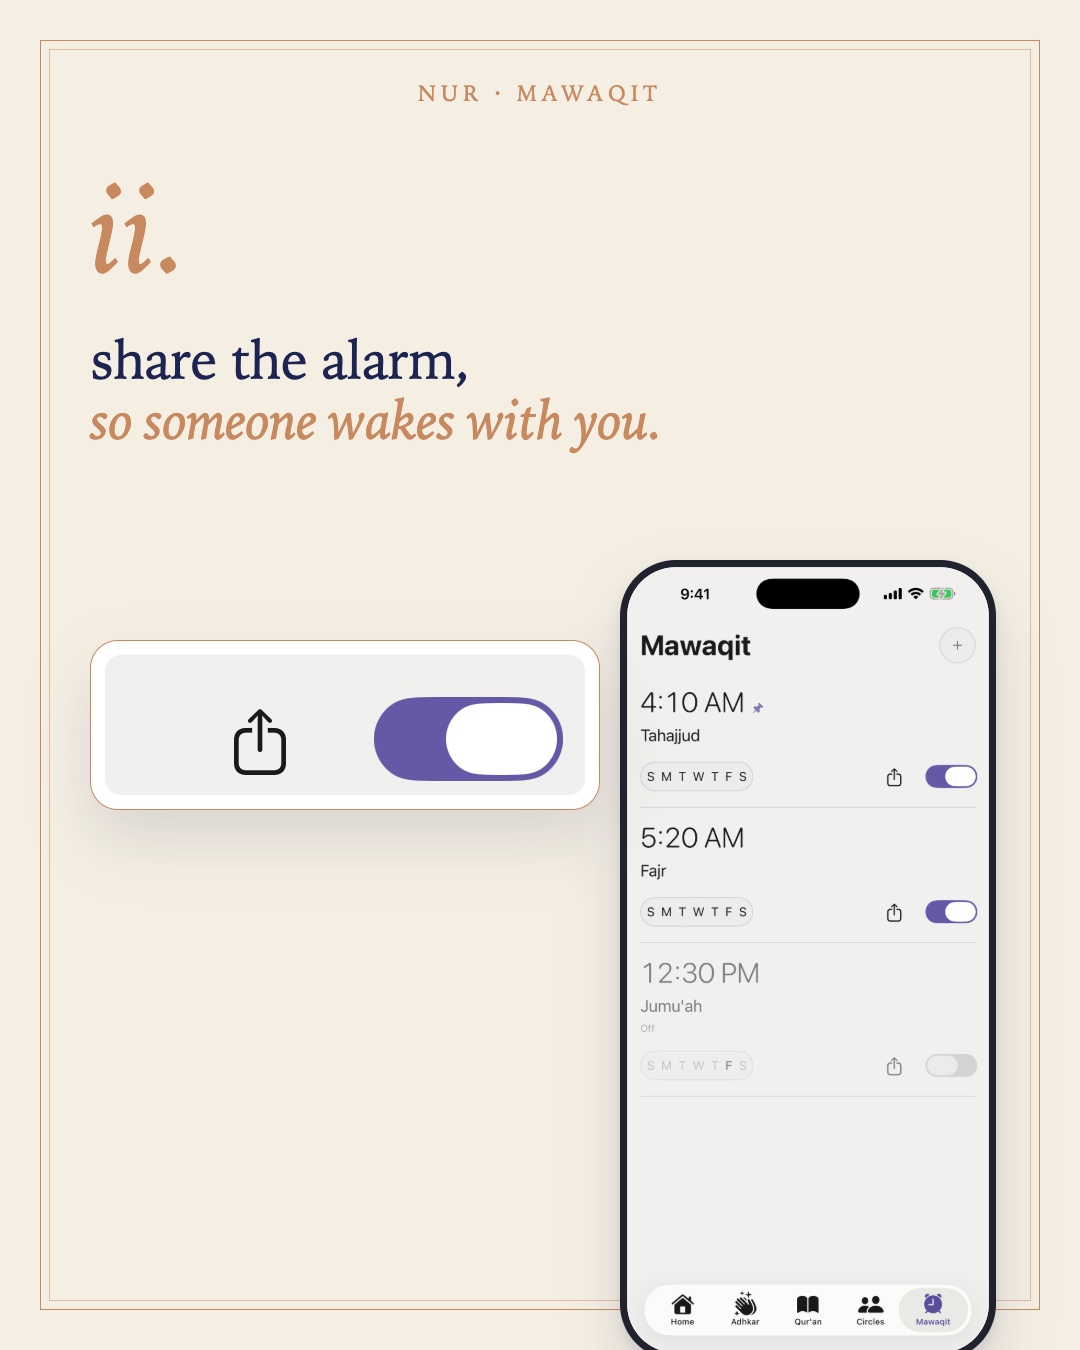 NUR · MAWAQIT
ii.
share the alarm,
so someone wakes with you.
9:41
Mawaqit
4:10 AM
Tahajjud
S M T W T F S
5:20 AM
Fajr
S M T W T F S
12:30 PM
Jumu'ah
Off
S M T W T F S
Home Adhkar Qur'an Circles Mawaqit